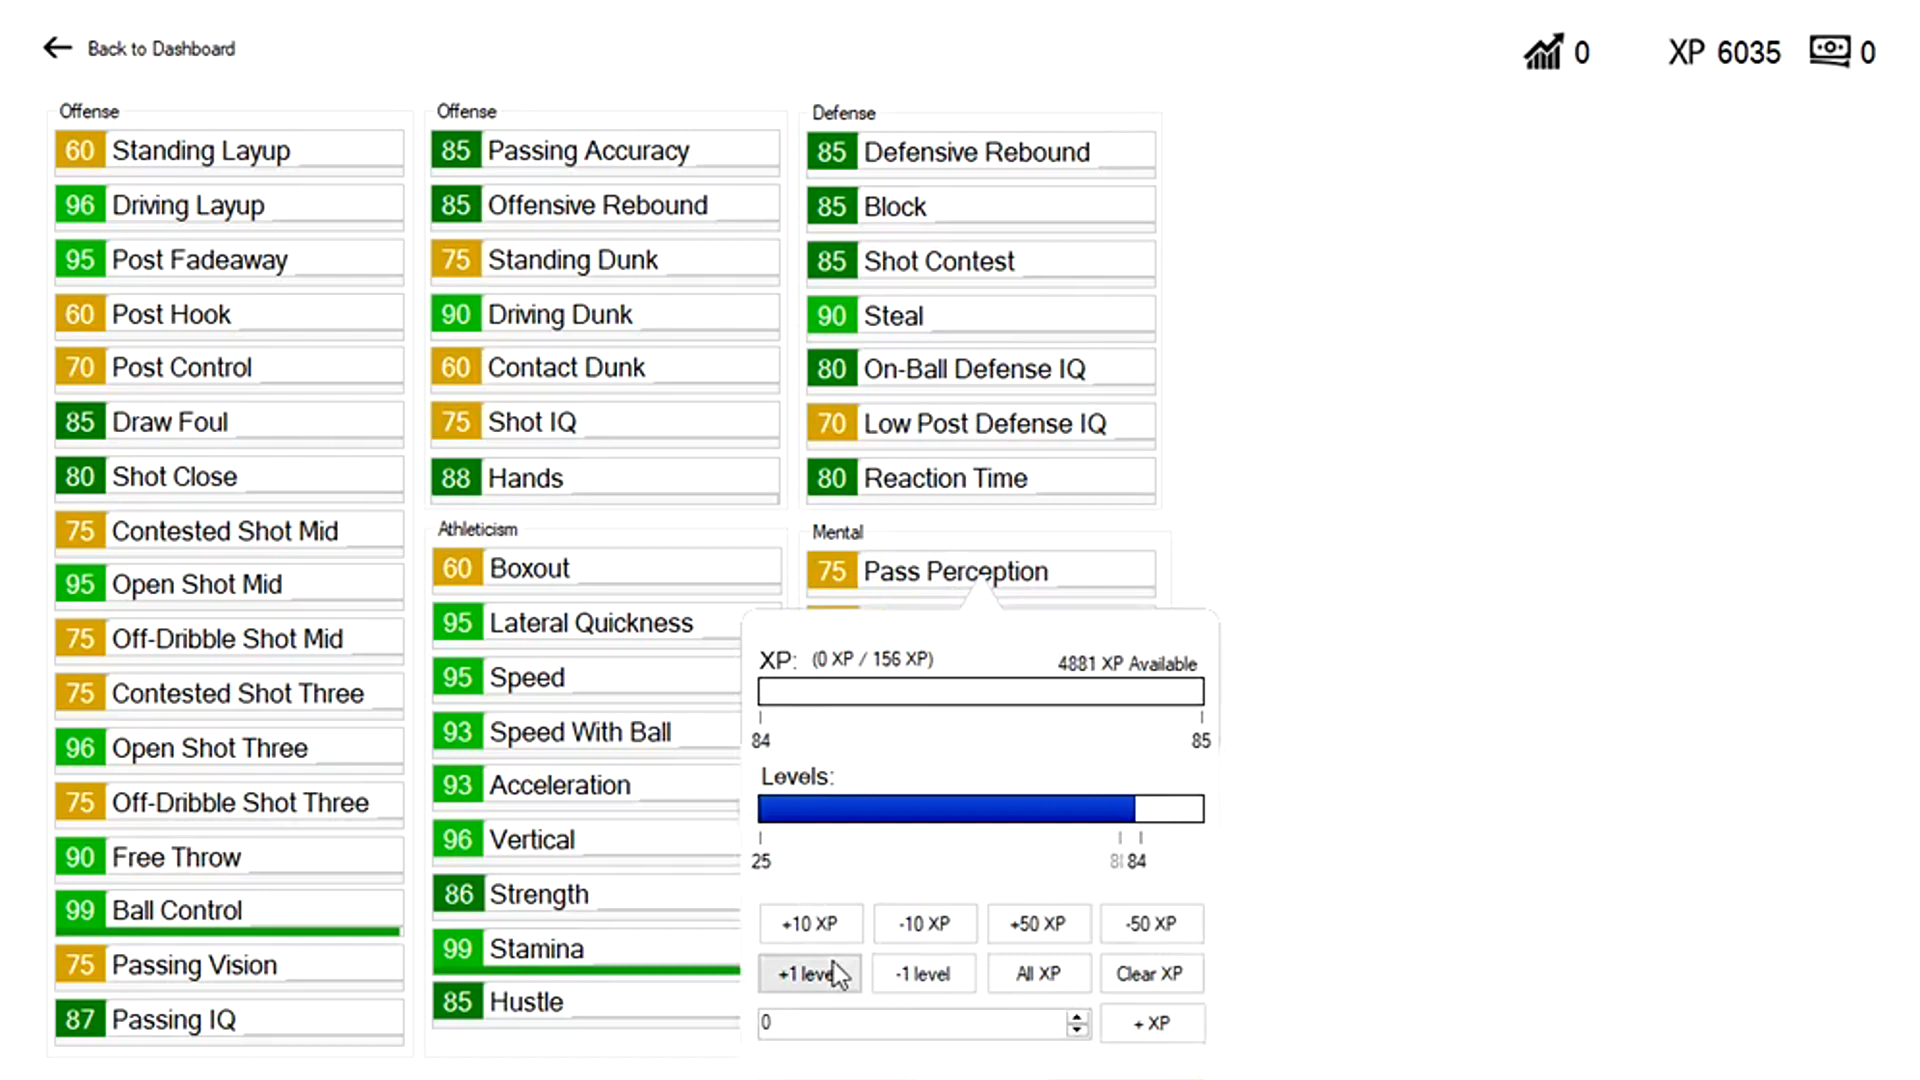 Back to Dashboard
0
XP 6035
0
Offense
60 Standing Layup
96 Driving Layup
95 Post Fadeaway
60 Post Hook
70 Post Control
85 Draw Foul
80 Shot Close
75 Contested Shot Mid
95 Open Shot Mid
75 Off-Dribble Shot Mid
75 Contested Shot Three
96 Open Shot Three
75 Off-Dribble Shot Three
90 Free Throw
99 Ball Control
75 Passing Vision
87 Passing IQ
Offense
85 Passing Accuracy
85 Offensive Rebound
75 Standing Dunk
90 Driving Dunk
60 Contact Dunk
75 Shot IQ
88 Hands
Athleticism
60 Boxout
95 Lateral Quickness
95 Speed
93 Speed With Ball
93 Acceleration
96 Vertical
86 Strength
99 Stamina
85 Hustle
Defense
85 Defensive Rebound
85 Block
85 Shot Contest
90 Steal
80 On-Ball Defense IQ
70 Low Post Defense IQ
80 Reaction Time
Mental
75 Pass Perception
XP: (0 XP / 156 XP) 4881 XP Available
84 85
Levels:
25 84
+10 XP -10 XP +50 XP -50 XP
+1 level -1 level All XP Clear XP
0 + XP